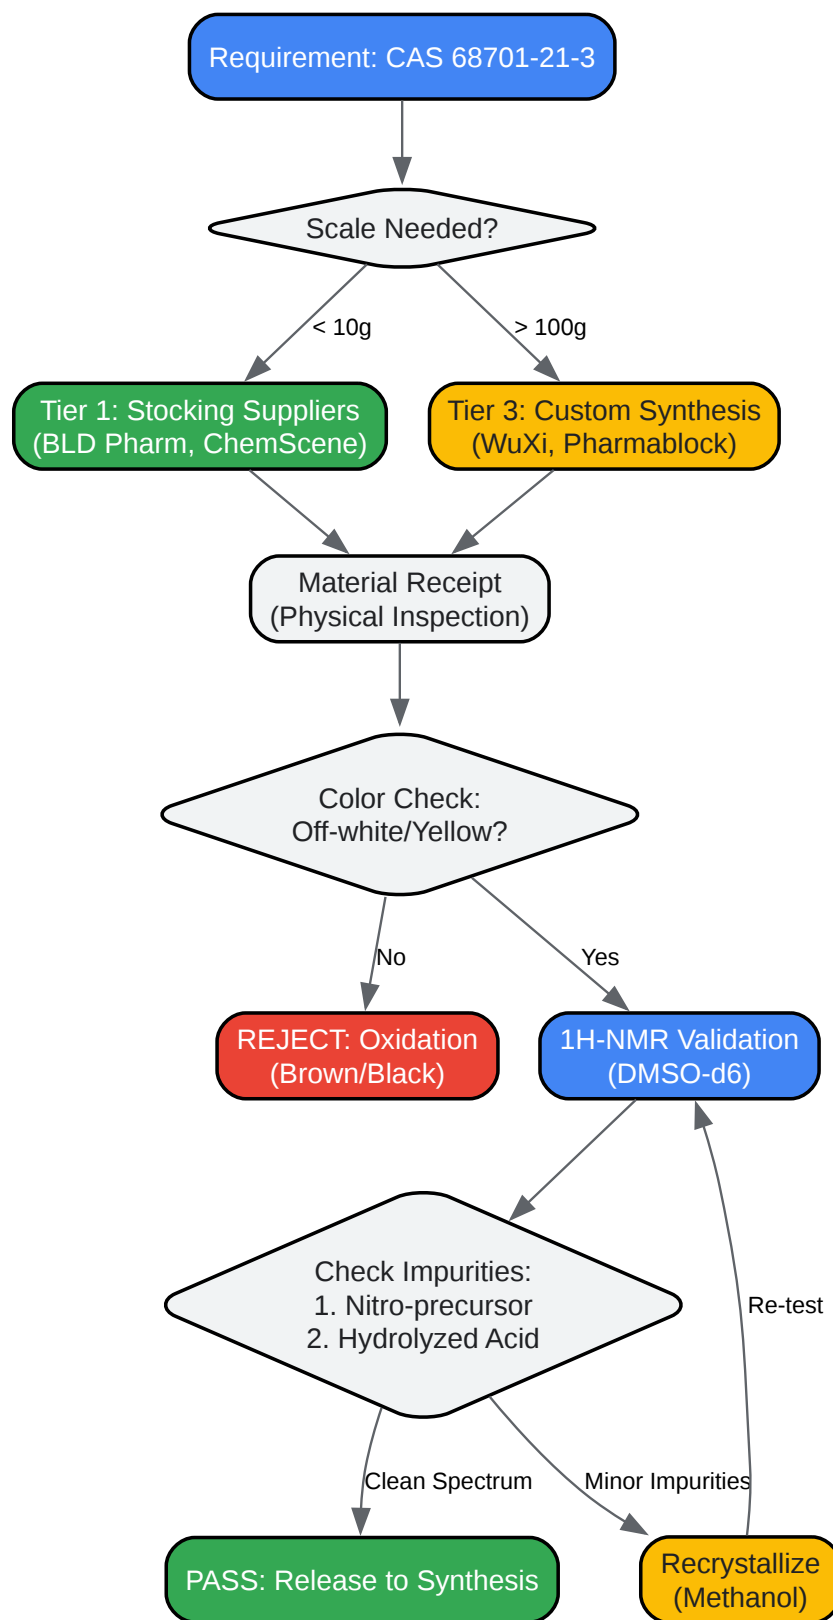 Requirement: CAS 68701-21-3
Scale Needed?
< 10g
> 100g
Tier 1: Stocking Suppliers
(BLD Pharm, ChemScene)
Tier 3: Custom Synthesis
(WuXi, Pharmablock)
Material Receipt
(Physical Inspection)
Color Check:
Off-white/Yellow?
No
Yes
REJECT: Oxidation
(Brown/Black)
1H-NMR Validation
(DMSO-d6)
Check Impurities:
1. Nitro-precursor
2. Hydrolyzed Acid
Re-test
Clean Spectrum
Minor Impurities
PASS: Release to Synthesis
Recrystallize
(Methanol)